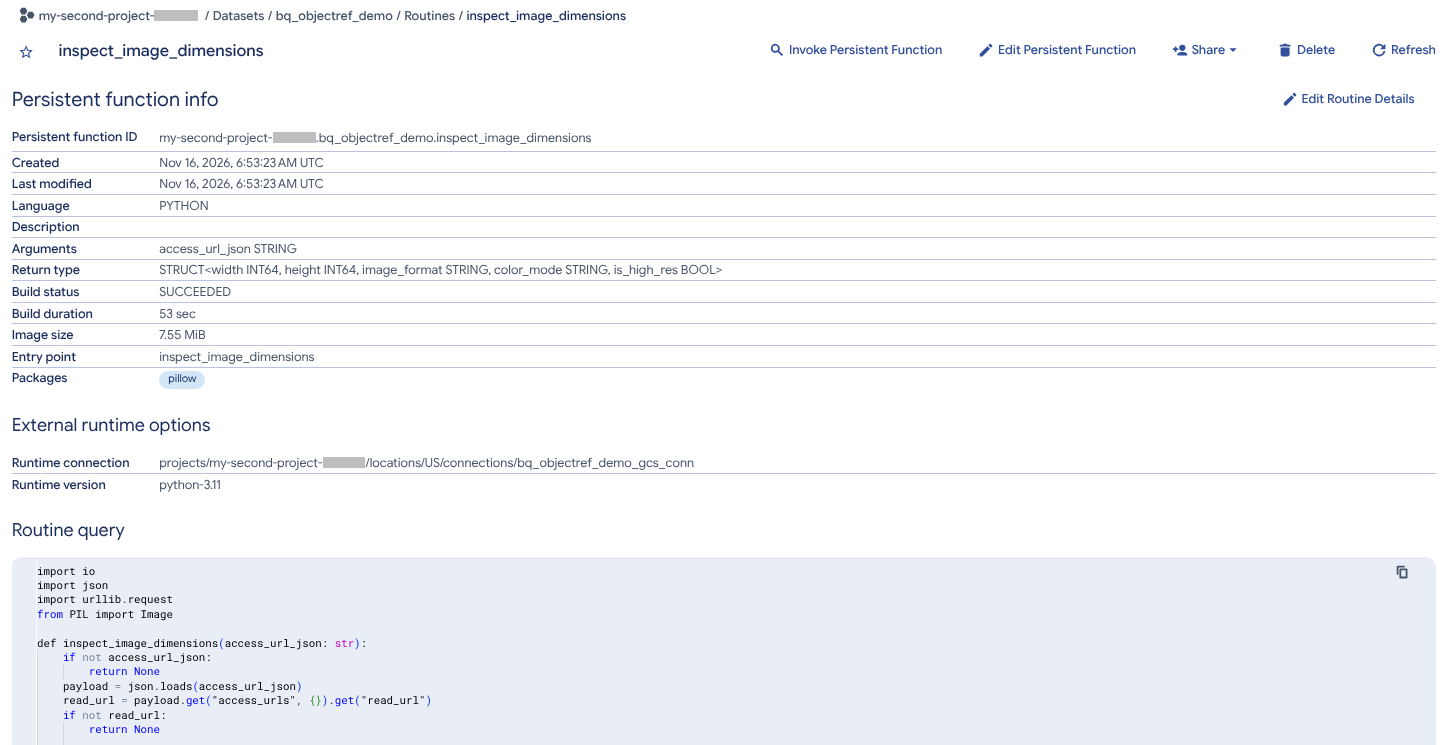 my-second-project- / Datasets / bq_objectref_demo / Routines / inspect_image_dimensions
inspect_image_dimensions Invoke Persistent Function Edit Persistent Function Share Delete Refresh
Persistent function info Edit Routine Details
Persistent function ID my-second-project- .bq_objectref_demo.inspect_image_dimensions
Created Nov 16, 2026, 6:53:23 AM UTC
Last modified Nov 16, 2026, 6:53:23 AM UTC
Language PYTHON
Description
Arguments access_url_json STRING
Return type STRUCT<width INT64, height INT64, image_format STRING, color_mode STRING, is_high_res BOOL>
Build status SUCCEEDED
Build duration 53 sec
Image size 7.55 MiB
Entry point inspect_image_dimensions
Packages pillow
External runtime options
Runtime connection projects/my-second-project- /locations/US/connections/bq_objectref_demo_gcs_conn
Runtime version python-3.11
Routine query
import io
import json
import urllib.request
from PIL import Image
def inspect_image_dimensions(access_url_json: str):
    if not access_url_json:
        return None
    payload = json.loads(access_url_json)
    read_url = payload.get("access_urls", {}).get("read_url")
    if not read_url:
        return None